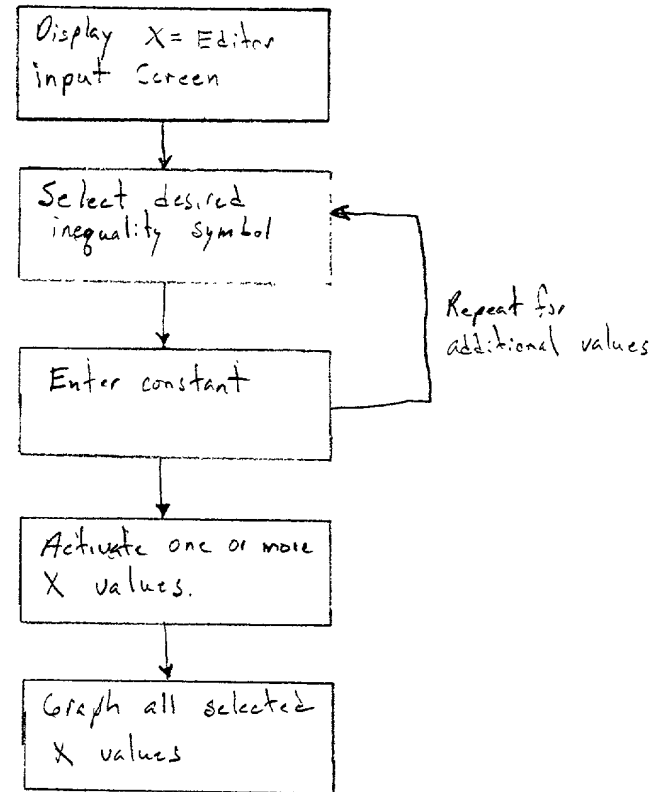 Display X= Editor
input Screen
Select desired
inequality symbol
Repeat for
additional values
Enter constant
Activate one or more
X values.
Graph all selected
X values